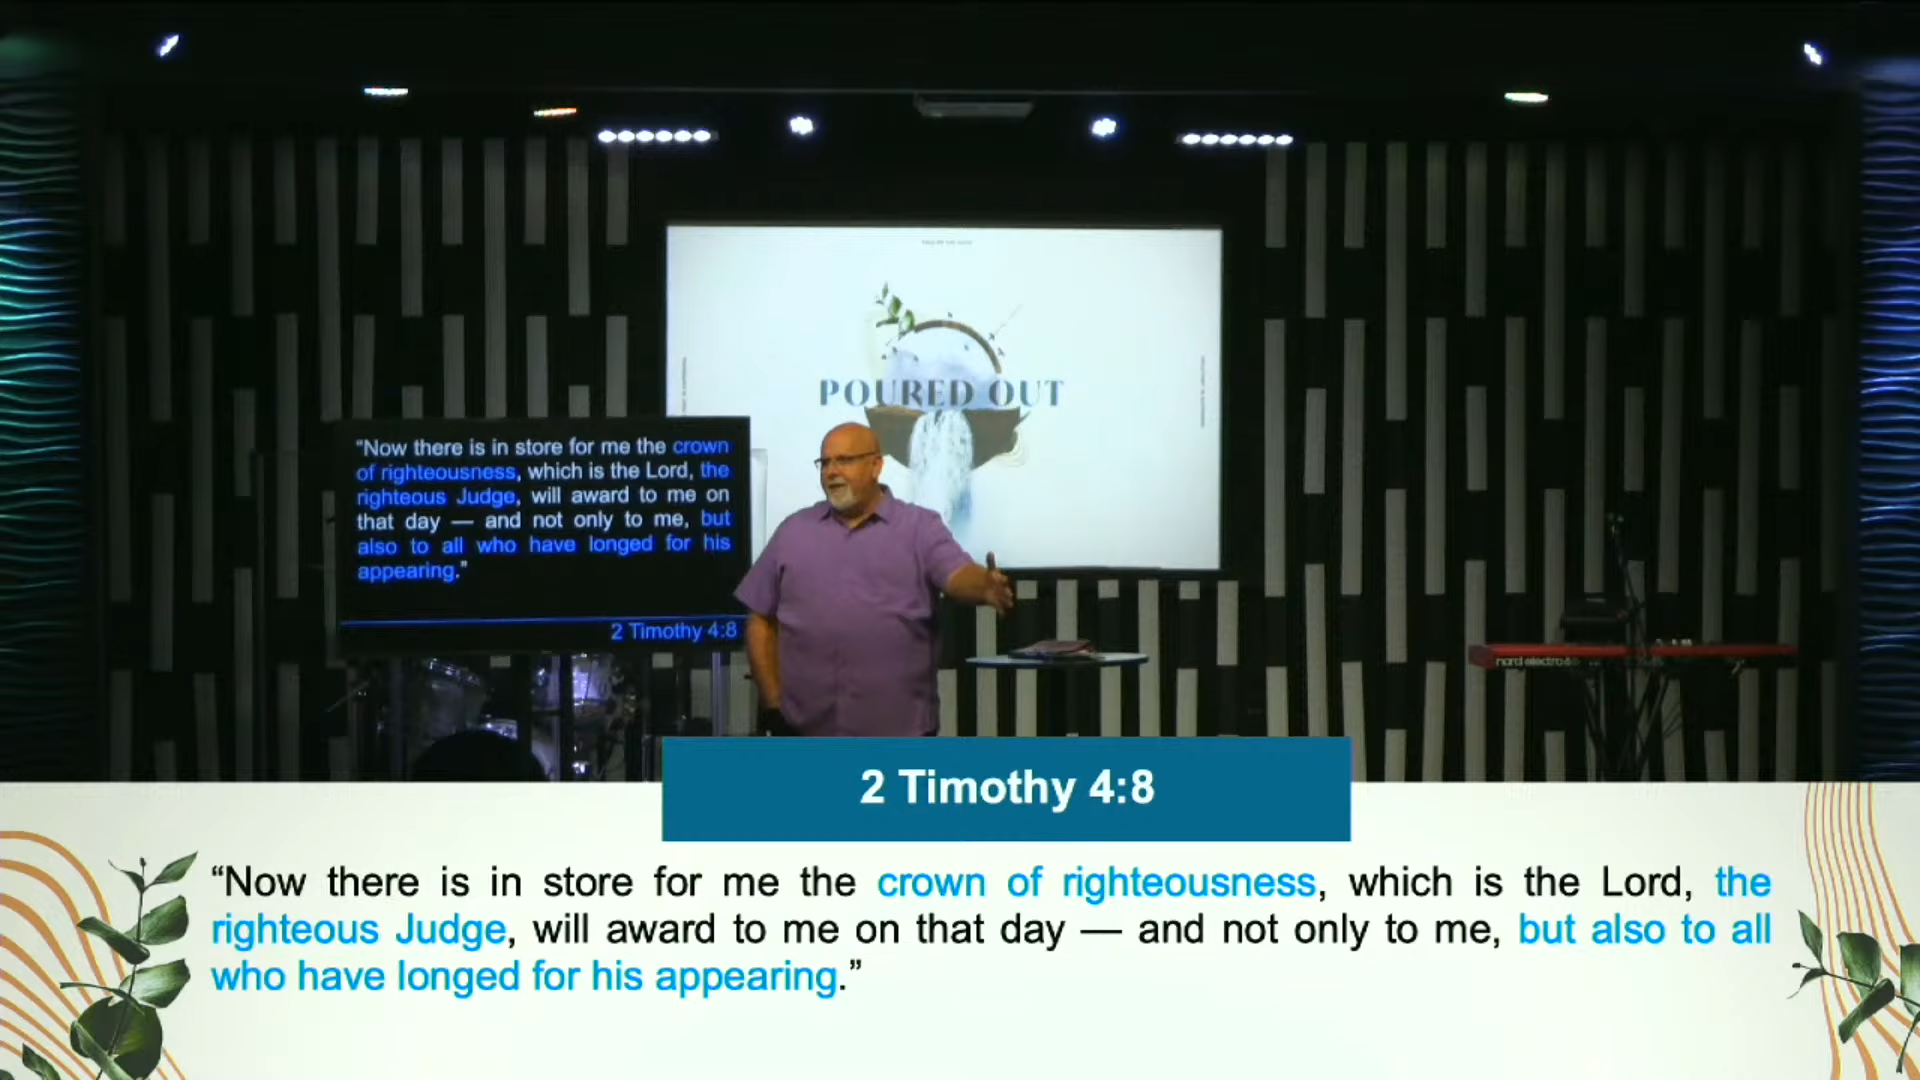 POURED OUT
“Now there is in store for me the crown
of righteousness, which is the Lord, the
righteous Judge, will award to me on
that day — and not only to me, but
also to all who have longed for his
appearing.”
2 Timothy 4:8
nord electro
2 Timothy 4:8
“Now there is in store for me the crown of righteousness, which is the Lord, the
righteous Judge, will award to me on that day — and not only to me, but also to all
who have longed for his appearing.”